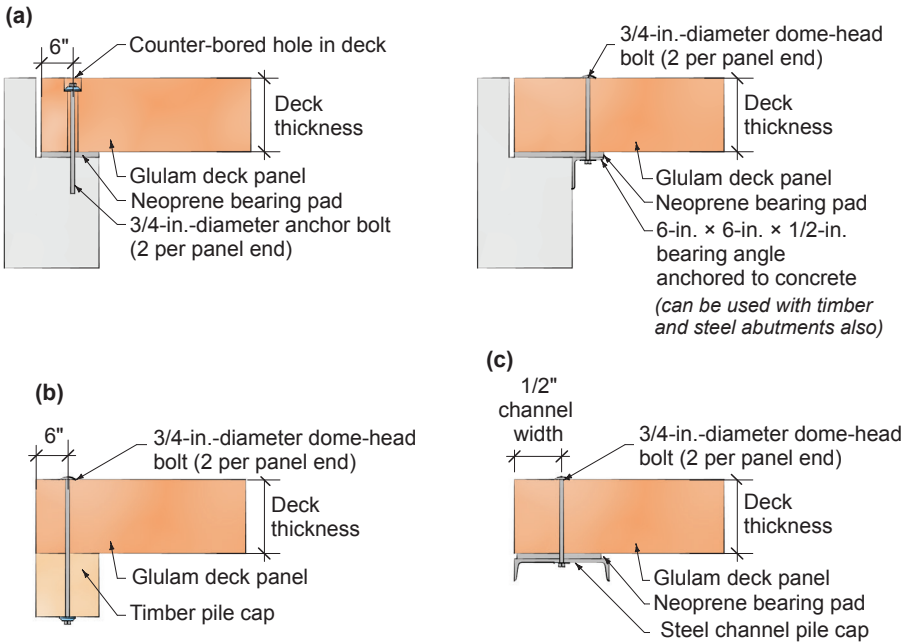 (a)
6"
Counter-bored hole in deck
Deck
thickness
Glulam deck panel
Neoprene bearing pad
3/4-in.-diameter anchor bolt
(2 per panel end)
3/4-in.-diameter dome-head
bolt (2 per panel end)
Deck
thickness
Glulam deck panel
Neoprene bearing pad
6-in. × 6-in. × 1/2-in.
bearing angle
anchored to concrete
(can be used with timber
and steel abutments also)
(b)
6"
3/4-in.-diameter dome-head
bolt (2 per panel end)
Deck
thickness
Glulam deck panel
Timber pile cap
(c)
1/2"
channel
width
3/4-in.-diameter dome-head
bolt (2 per panel end)
Deck
thickness
Glulam deck panel
Neoprene bearing pad
Steel channel pile cap